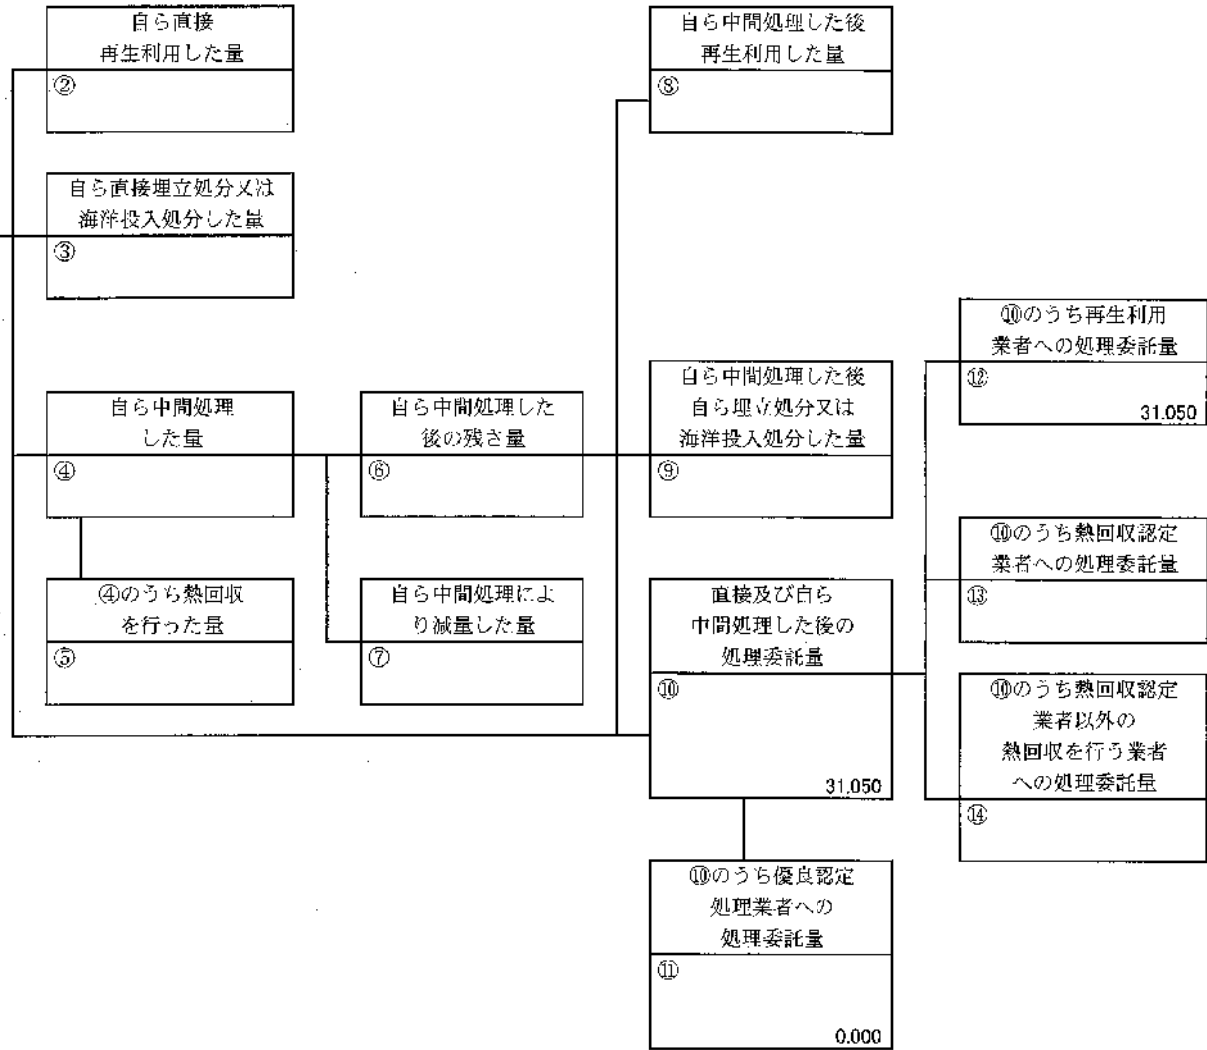 自ら直接
再生利用した量
②
自ら直接埋立処分又は
海洋投入処分した量
③
自ら中間処理
した量
④
④のうち熱回収
を行った量
⑤
自ら中間処理した
後の残さ量
⑥
自ら中間処理によ
り減量した量
⑦
自ら中間処理した後
再生利用した量
⑧
自ら中間処理した後
自ら埋立処分又は
海洋投入処分した量
⑨
直接及び自ら
中間処理した後の
処理委託量
⑩
31.050
⑩のうち優良認定
処理業者への
処理委託量
⑪
0.000
⑩のうち再生利用
業者への処理委託量
⑫
31.050
⑩のうち熱回収認定
業者への処理委託量
⑬
⑩のうち熱回収認定
業者以外の
熱回収を行う業者
への処理委託量
⑭